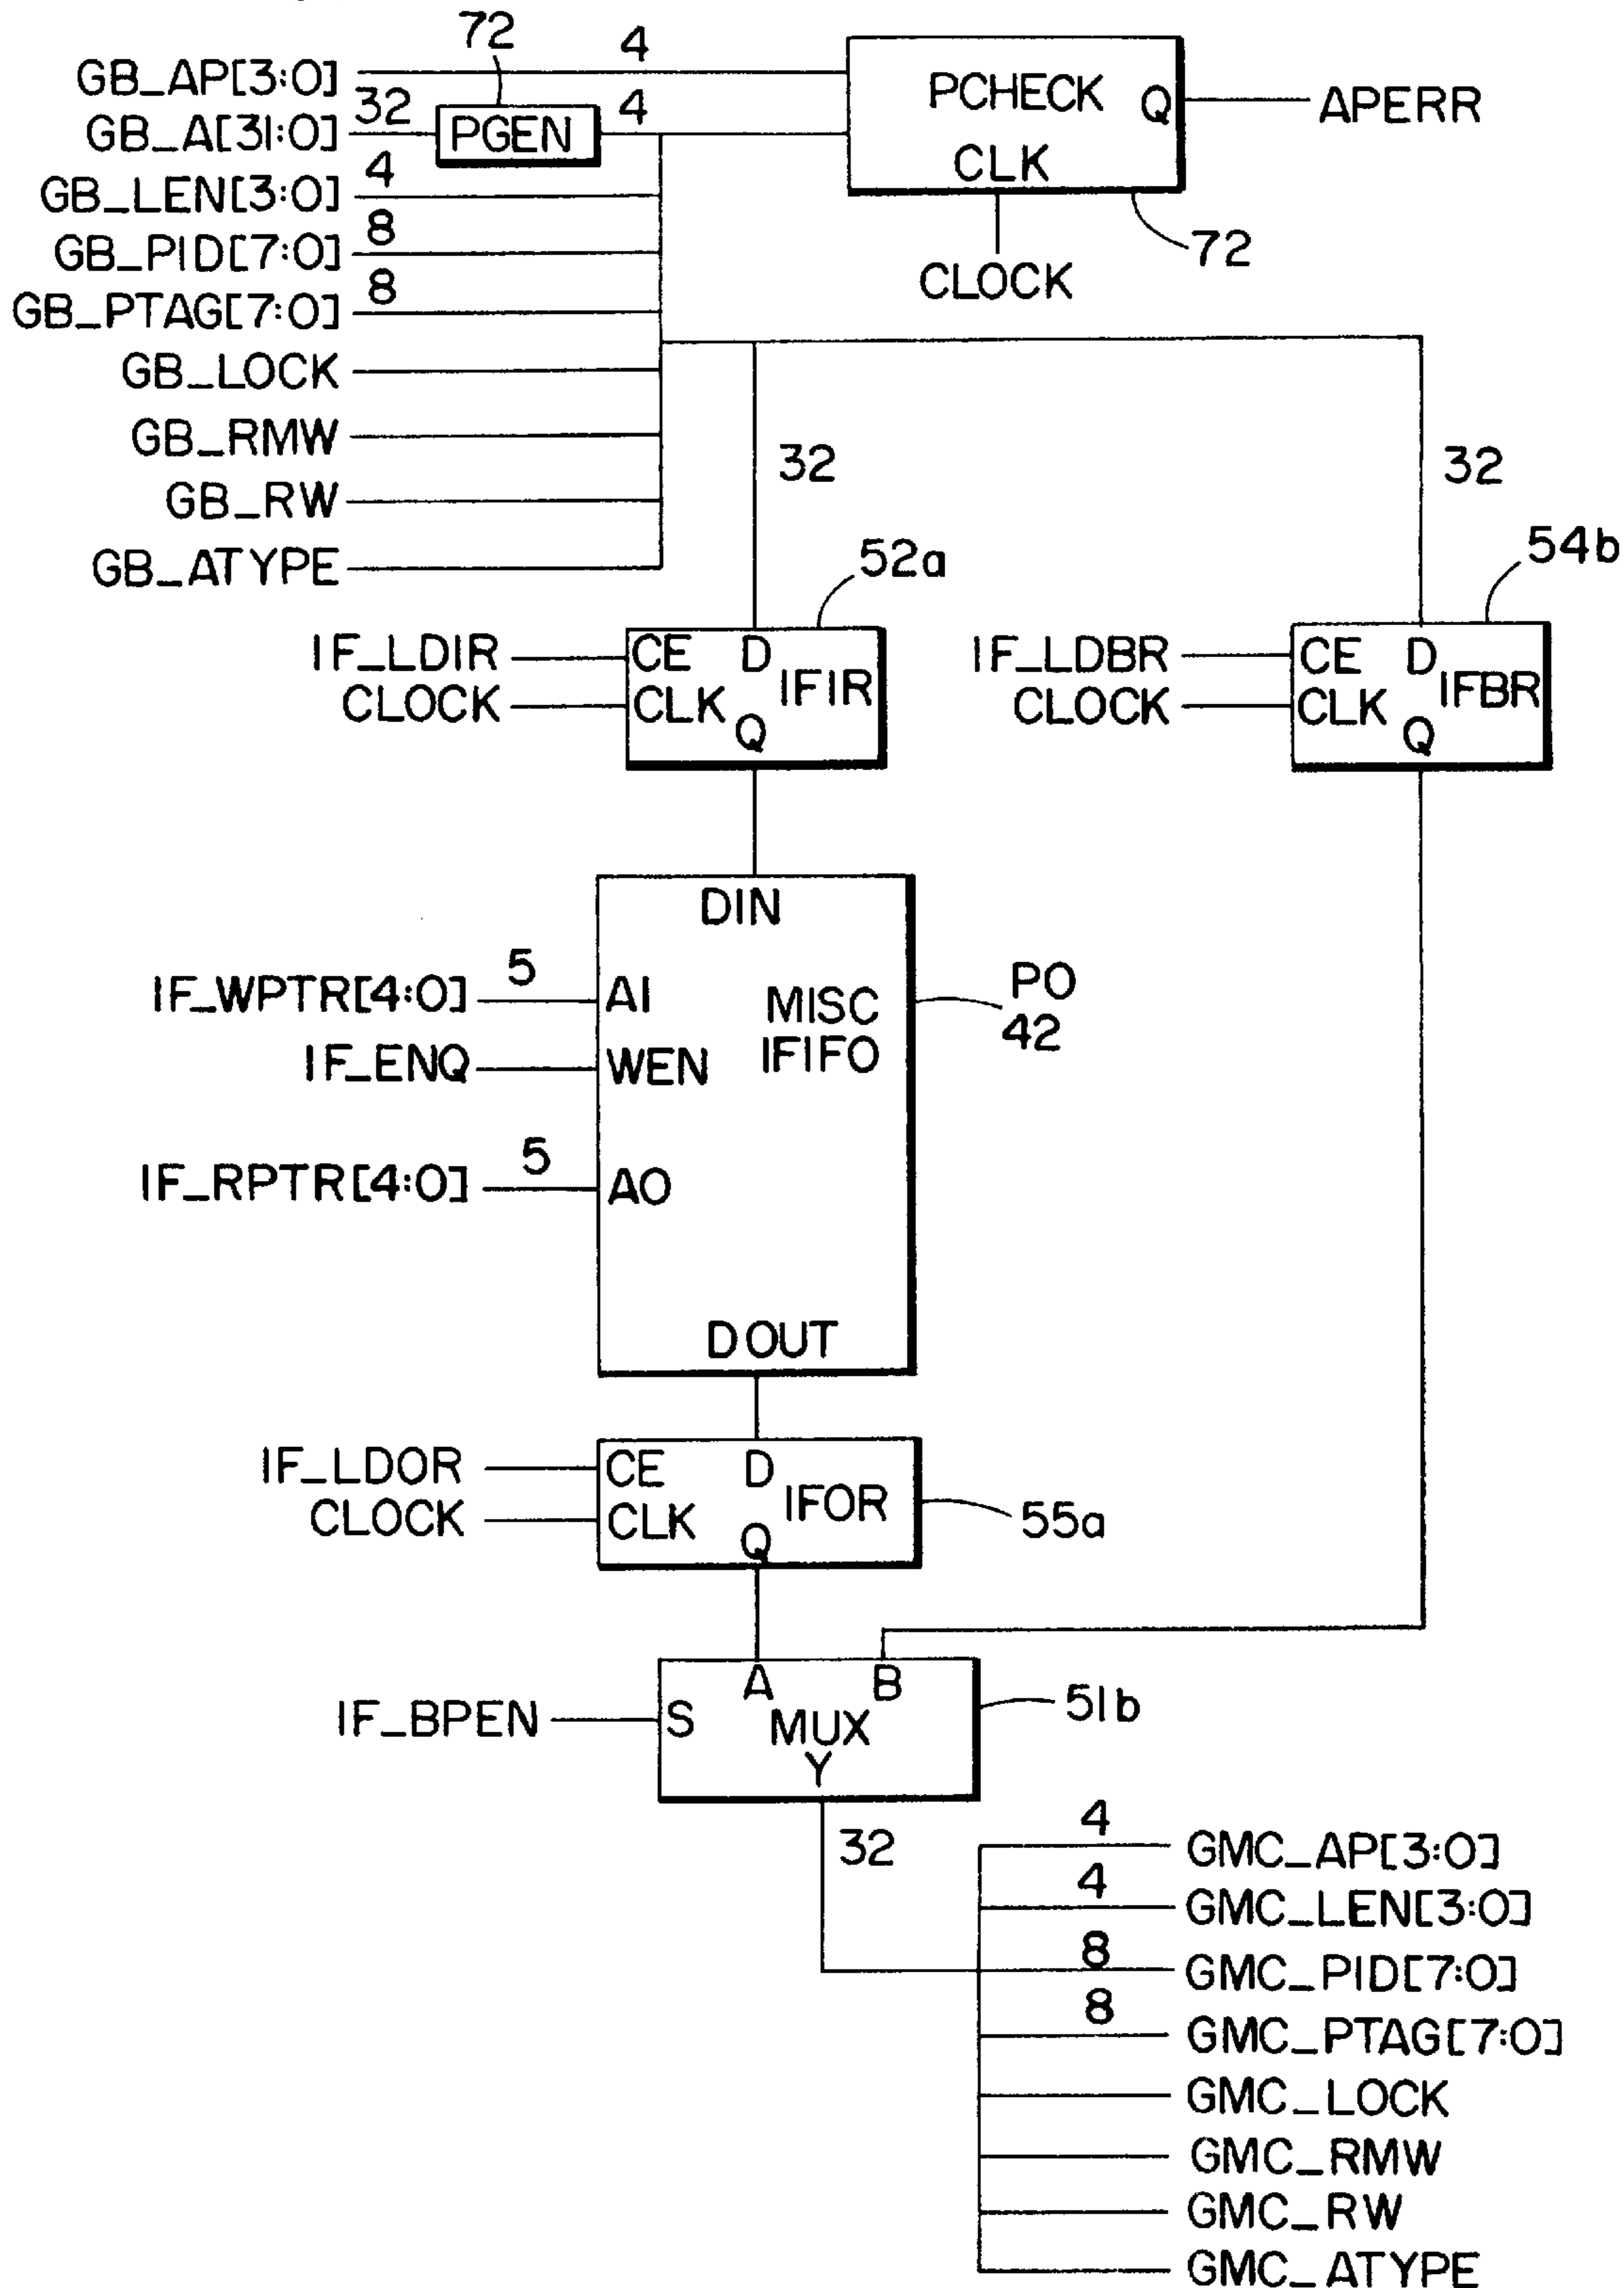 72
4
GB_AP[3:0]
PCHECK
Q
APERR
32
GB_A[31:0]
PGEN
4
CLK
4
GB_LEN[3:0]
72
8
GB_PID[7:0]
CLOCK
8
GB_PTAG[7:0]
GB_LOCK
GB_RMW
32
32
GB_RW
GB_ATYPE
52a
54b
IF_LDIR
CE D
IFIR
CLOCK
CLK
Q
IF_LDBR
CE D
IFBR
CLOCK
CLK
Q
DIN
5
IF_WPTR[4:0]
AI
MISC
IFIFO
PO
42
IF_ENQ
WEN
5
IF_RPTR[4:0]
AO
DOUT
IF_LDOR
CE D
IFOR
CLOCK
CLK
Q
55a
A B
IF_BPEN
S
MUX
Y
51b
32
4
GMC_AP[3:0]
4
GMC_LEN[3:0]
8
GMC_PID[7:0]
8
GMC_PTAG[7:0]
GMC_LOCK
GMC_RMW
GMC_RW
GMC_ATYPE